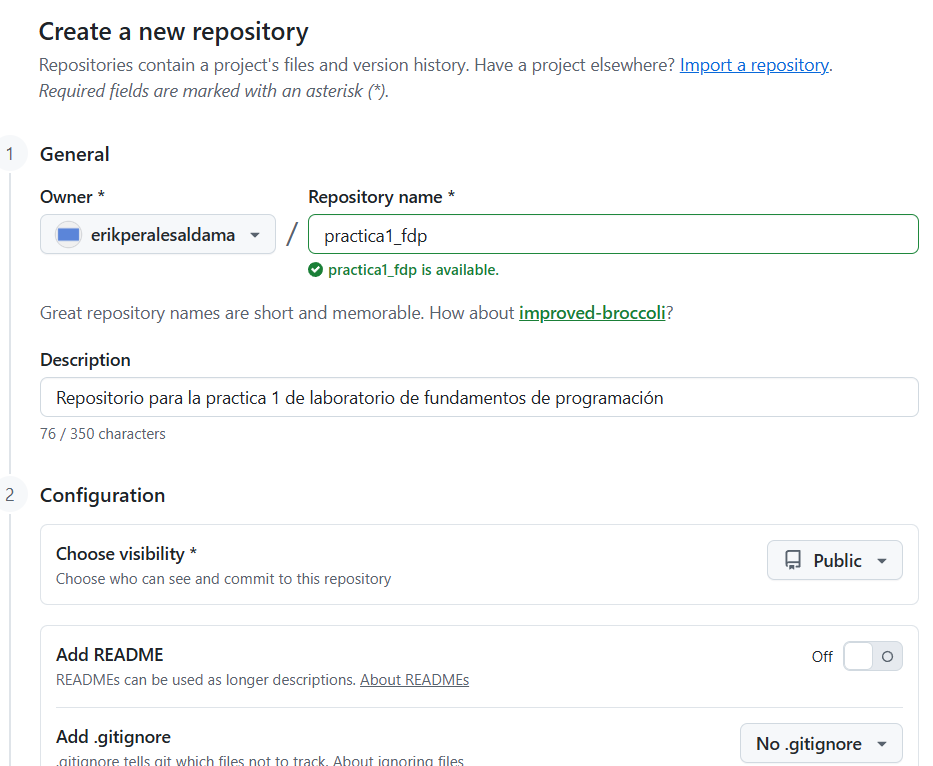 Create a new repository
Repositories contain a project's files and version history. Have a project elsewhere? Import a repository.
Required fields are marked with an asterisk (*).
1 General
Owner * Repository name *
erikperalesaldama / practica1_fdp
practica1_fdp is available.
Great repository names are short and memorable. How about improved-broccoli?
Description
Repositorio para la practica 1 de laboratorio de fundamentos de programación
76 / 350 characters
2 Configuration
Choose visibility * Public
Choose who can see and commit to this repository
Add README Off
READMEs can be used as longer descriptions. About READMEs
Add .gitignore No .gitignore
.gitignore tells git which files not to track. About ignoring files